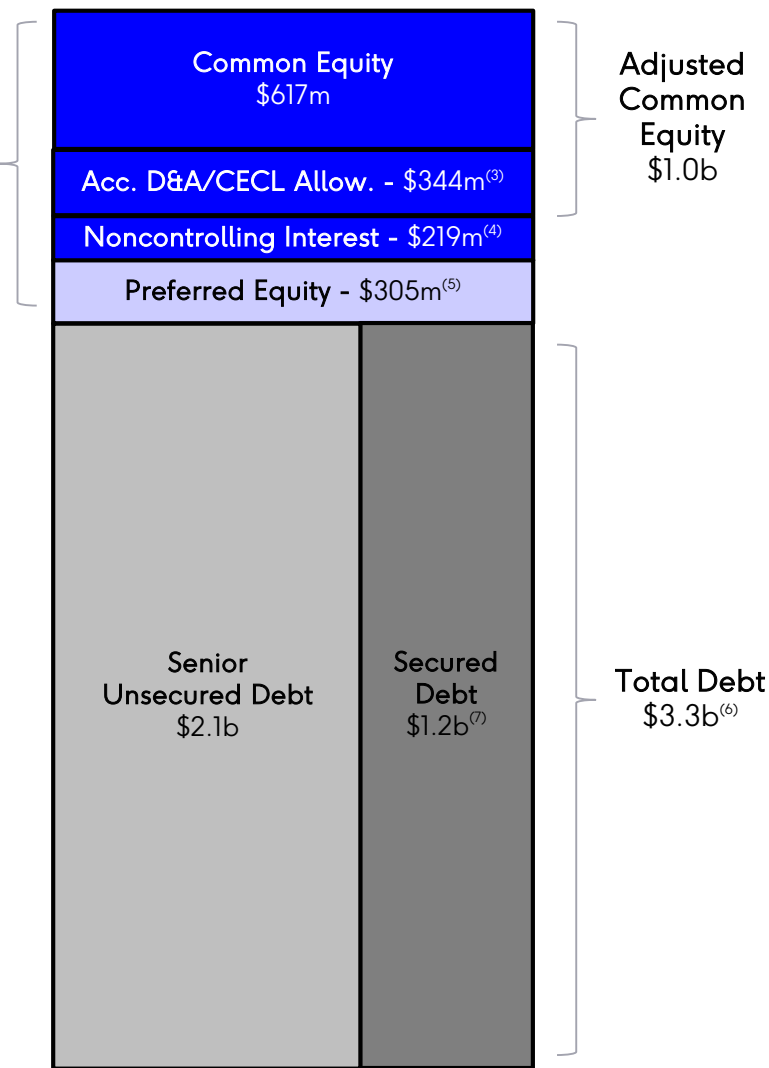 Common Equity
$617m
Adjusted
Common
Equity
$1.0b
Acc. D&A/CECL Allow. - $344m(3)
Noncontrolling Interest - $219m(4)
Preferred Equity - $305m(5)
Senior
Unsecured Debt
$2.1b
Secured
Debt
$1.2b(7)
Total Debt
$3.3b(6)